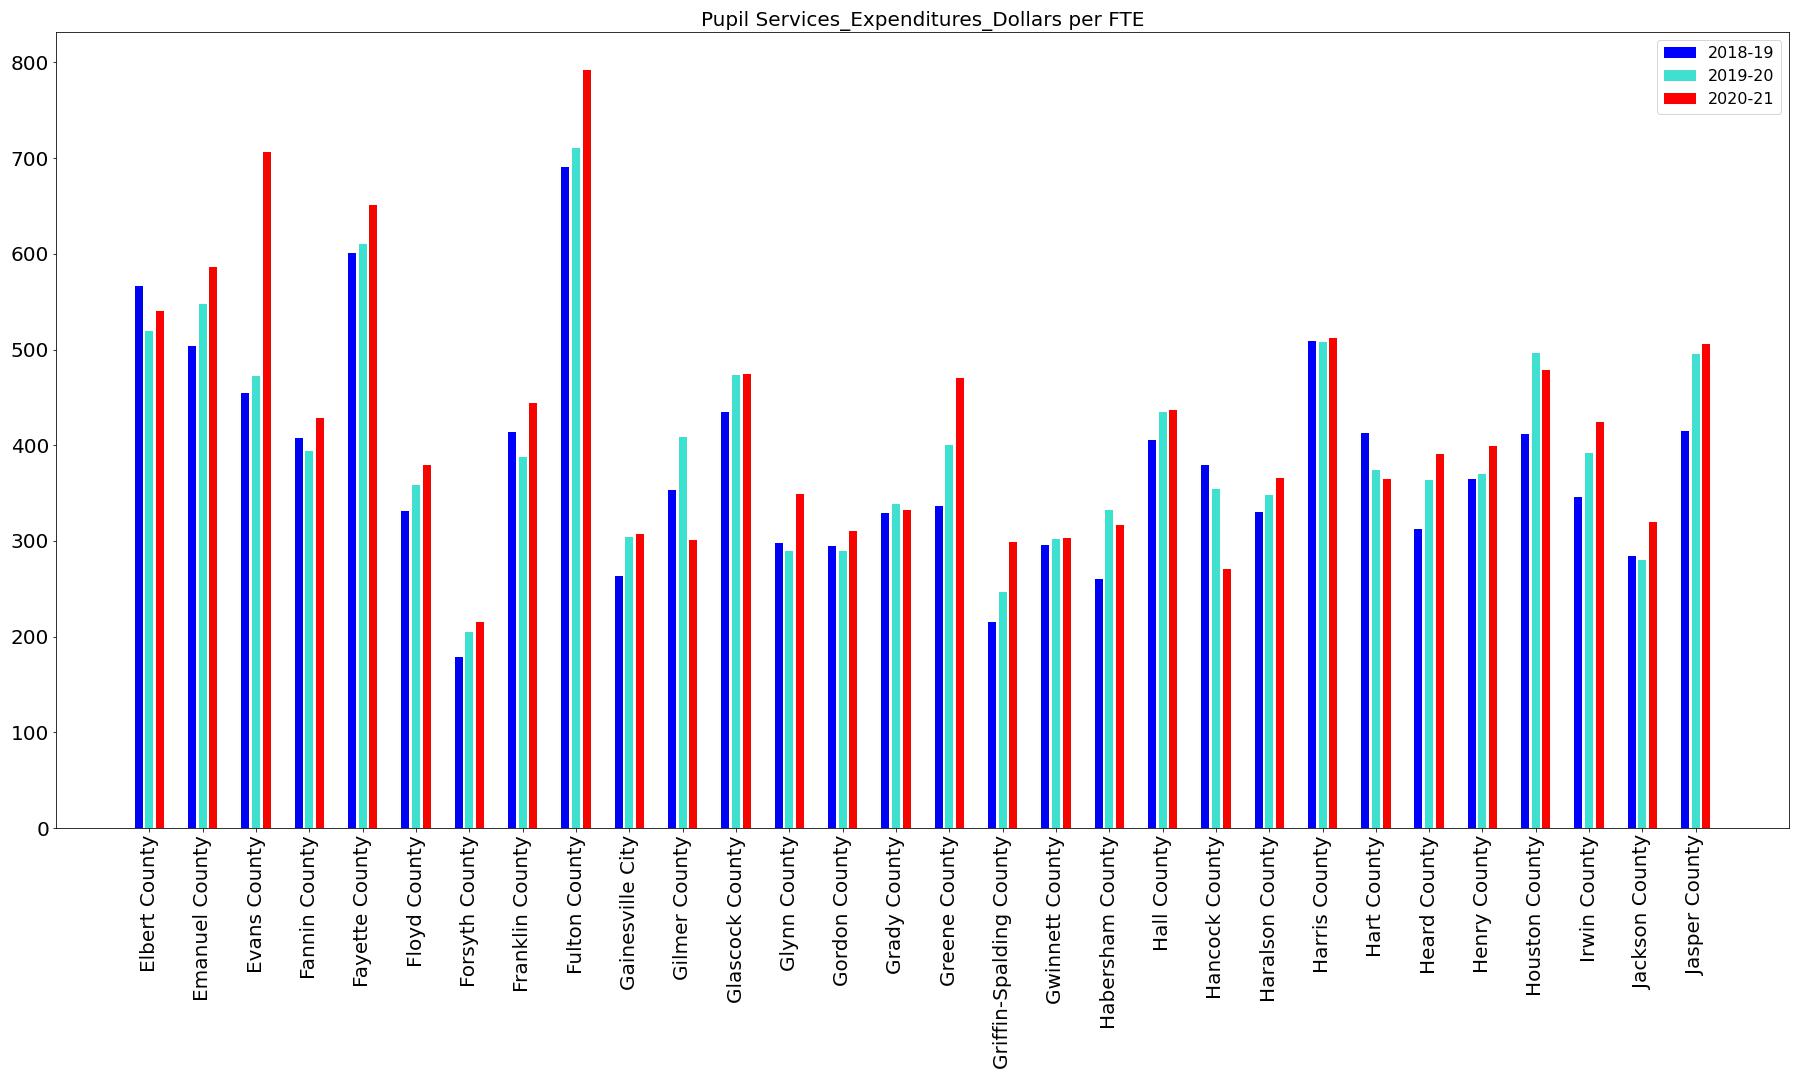 Pupil Services_Expenditures_Dollars per FTE
2018-19
2019-20
2020-21
800
700
600
500
400
300
200
100
0
Elbert County
Emanuel County
Evans County
Fannin County
Fayette County
Floyd County
Forsyth County
Franklin County
Fulton County
Gainesville City
Gilmer County
Glascock County
Glynn County
Gordon County
Grady County
Greene County
Griffin-Spalding County
Gwinnett County
Habersham County
Hall County
Hancock County
Haralson County
Harris County
Hart County
Heard County
Henry County
Houston County
Irwin County
Jackson County
Jasper County